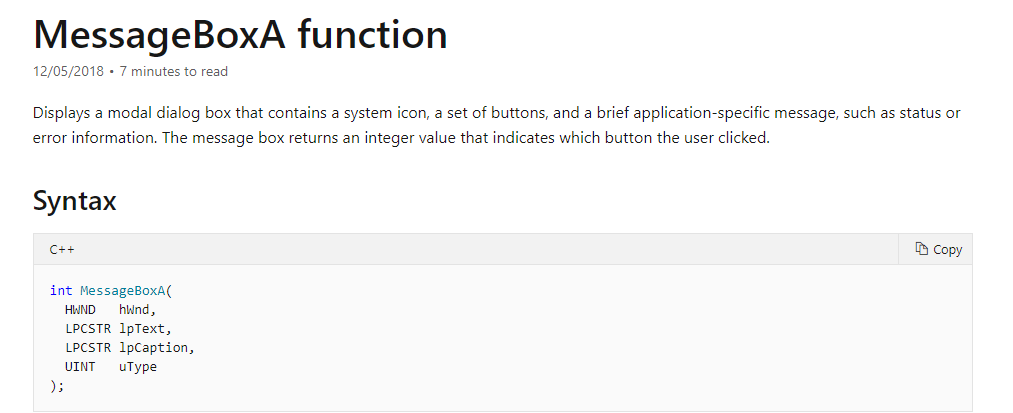 MessageBoxA function
12/05/2018 • 7 minutes to read
Displays a modal dialog box that contains a system icon, a set of buttons, and a brief application-specific message, such as status or
error information. The message box returns an integer value that indicates which button the user clicked.
Syntax
C++ Copy
int MessageBoxA(
  HWND   hWnd,
  LPCSTR lpText,
  LPCSTR lpCaption,
  UINT   uType
);